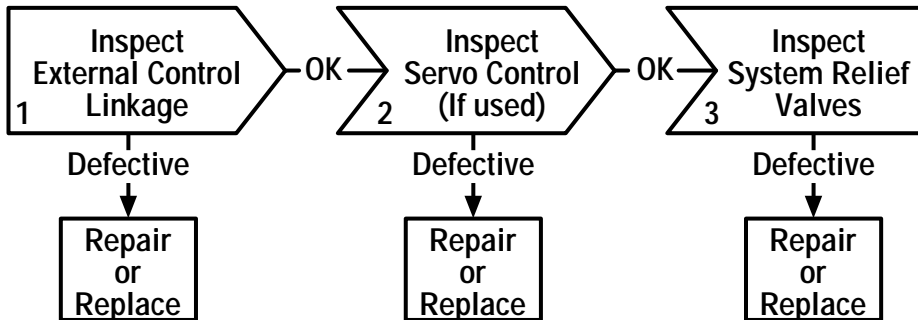 Inspect
External Control
Linkage
1
OK
Inspect
Servo Control
(If used)
2
OK
Inspect
System Relief
Valves
3
Defective
Defective
Defective
Repair
or
Replace
Repair
or
Replace
Repair
or
Replace